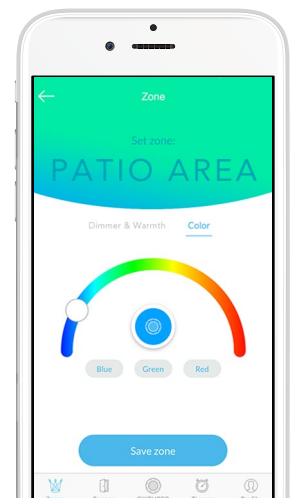 Zone
Set zone:
PATIO AREA
Dimmer & Warmth Color
Blue Green Red
Save zone